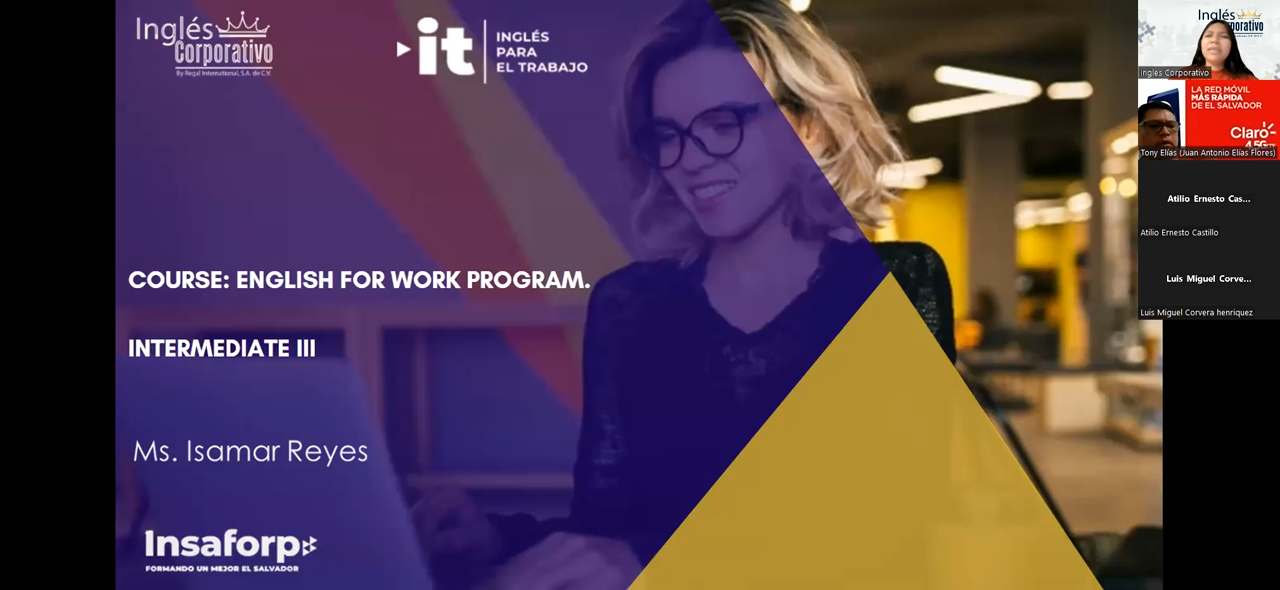 Inglés
Corporativo
By Regal International, S.A. de C.V.
it
INGLÉS
PARA
EL TRABAJO
COURSE: ENGLISH FOR WORK PROGRAM.
INTERMEDIATE III
Ms. Isamar Reyes
Insaforp
FORMANDO UN MEJOR EL SALVADOR
Inglés
Ingles Corporativo
LA RED MÓVIL
MÁS RÁPIDA
DE EL SALVADOR
Claro
4.5G
Tony Elías (Juan Antonio Elías Flores)
Atilio Ernesto Cas...
Atilio Ernesto Castillo
Luis Miguel Corve...
Luis Miguel Corvera henriquez